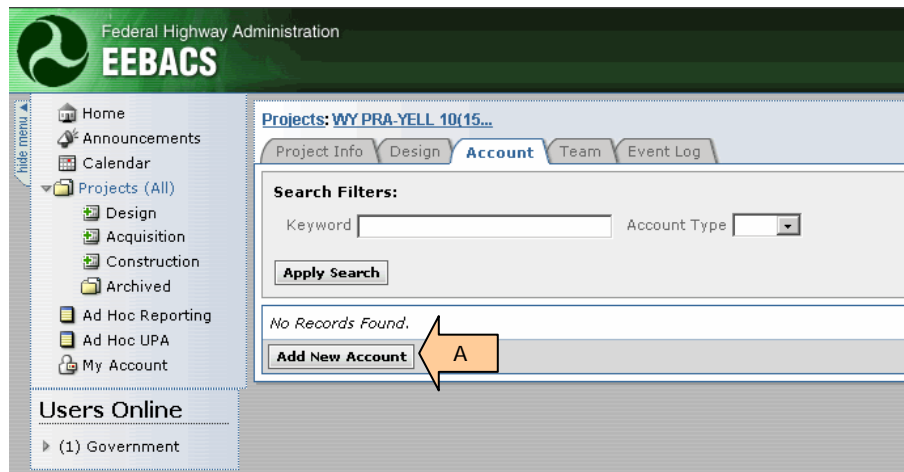 Federal Highway Administration
EEBACS
hide menu
Home
Announcements
Calendar
Projects (All)
Design
Acquisition
Construction
Archived
Ad Hoc Reporting
Ad Hoc UPA
My Account
Users Online
(1) Government
Projects: WY PRA-YELL 10(15...
Project Info Design Account Team Event Log
Search Filters:
Keyword Account Type
Apply Search
No Records Found.
Add New Account A